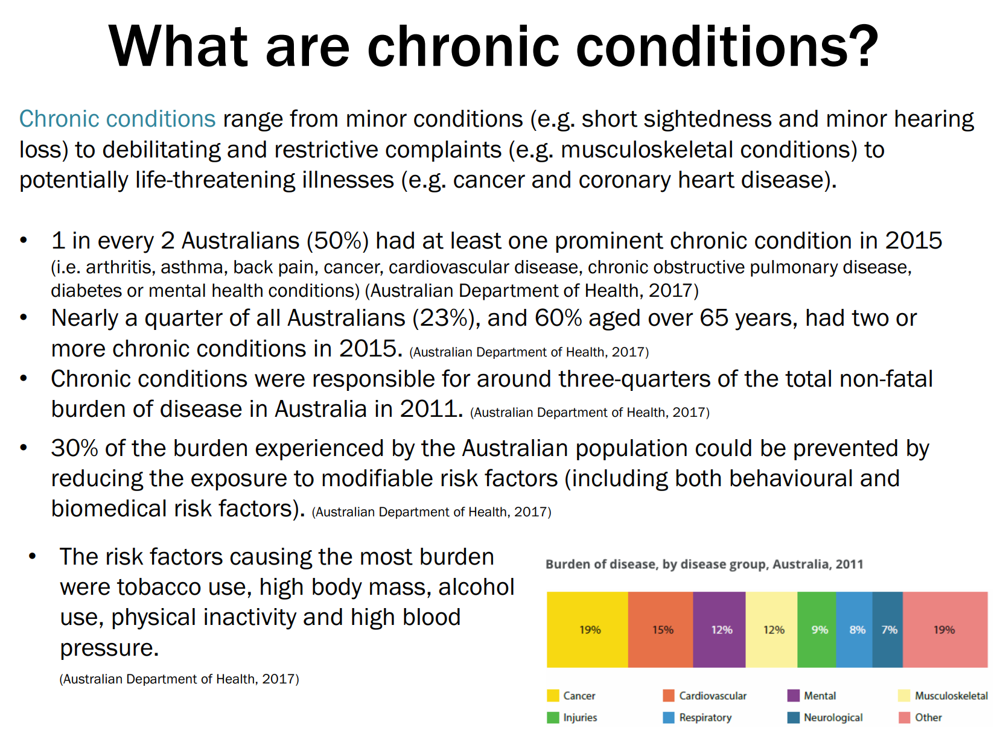 What are chronic conditions?
Chronic conditions range from minor conditions (e.g. short sightedness and minor hearing
loss) to debilitating and restrictive complaints (e.g. musculoskeletal conditions) to
potentially life-threatening illnesses (e.g. cancer and coronary heart disease).
• 1 in every 2 Australians (50%) had at least one prominent chronic condition in 2015
(i.e. arthritis, asthma, back pain, cancer, cardiovascular disease, chronic obstructive pulmonary disease,
diabetes or mental health conditions) (Australian Department of Health, 2017)
• Nearly a quarter of all Australians (23%), and 60% aged over 65 years, had two or
more chronic conditions in 2015. (Australian Department of Health, 2017)
• Chronic conditions were responsible for around three-quarters of the total non-fatal
burden of disease in Australia in 2011. (Australian Department of Health, 2017)
• 30% of the burden experienced by the Australian population could be prevented by
reducing the exposure to modifiable risk factors (including both behavioural and
biomedical risk factors). (Australian Department of Health, 2017)
• The risk factors causing the most burden
were tobacco use, high body mass, alcohol
use, physical inactivity and high blood
pressure.
(Australian Department of Health, 2017)
Burden of disease, by disease group, Australia, 2011
19% 15% 12% 12% 9% 8% 7% 19%
Cancer Cardiovascular Mental Musculoskeletal
Injuries Respiratory Neurological Other